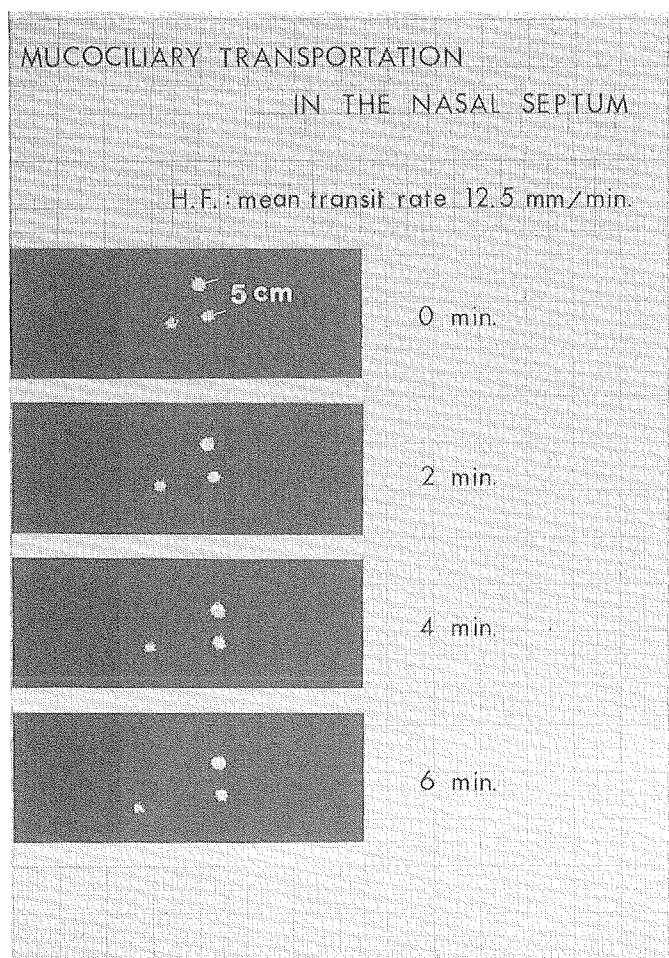 MUCOCILIARY TRANSPORTATION
IN THE NASAL SEPTUM
H.F. : mean transit rate 12.5 mm/min.
5 cm
0 min.
2 min.
4 min.
6 min.